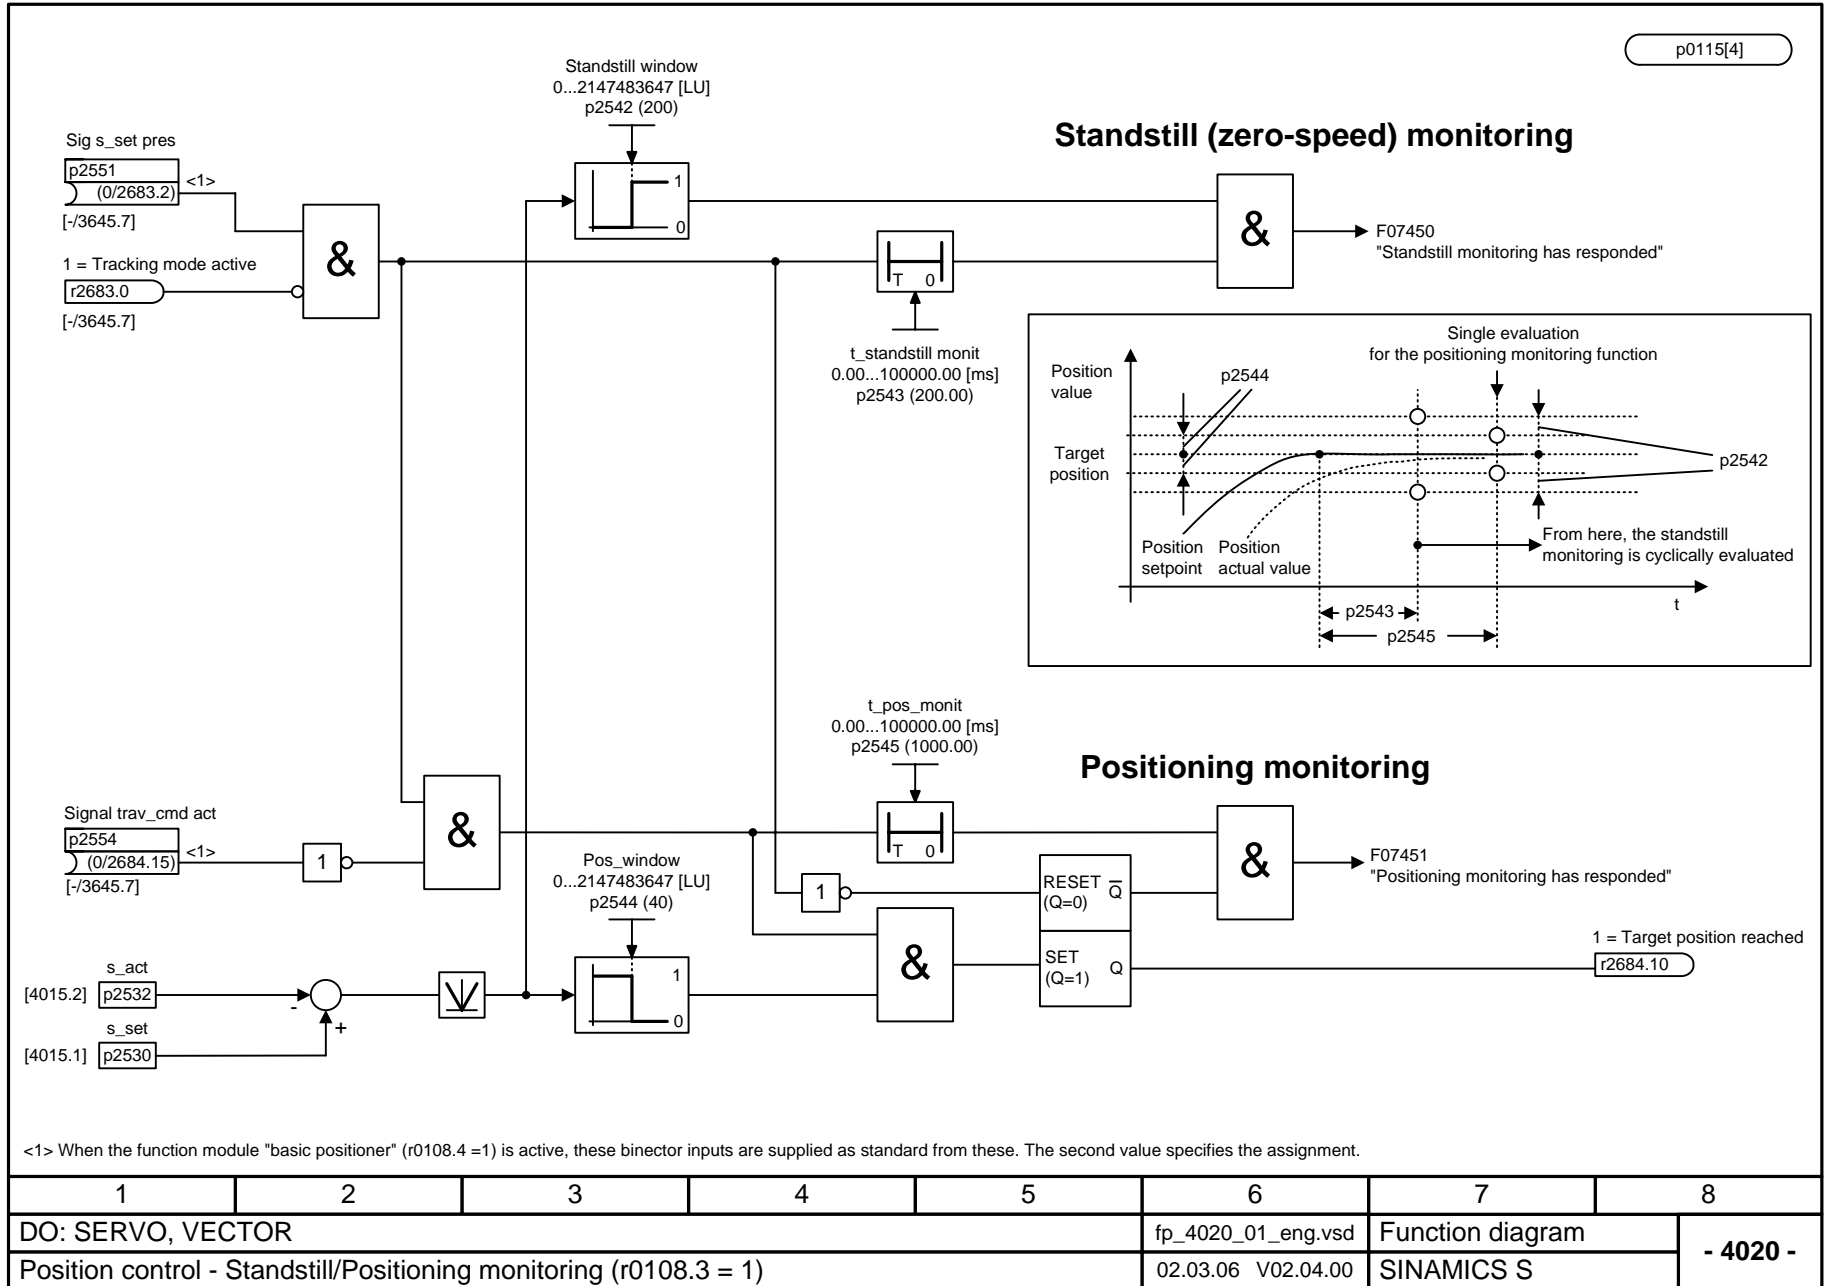 p0115[4]
Standstill window
0...2147483647 [LU]
p2542 (200)
Standstill (zero-speed) monitoring
Sig s_set pres
p2551
(0/2683.2)
<1>
[-/3645.7]
1
0
&
&
F07450
"Standstill monitoring has responded"
1 = Tracking mode active
r2683.0
[-/3645.7]
T 0
t_standstill monit
0.00...100000.00 [ms]
p2543 (200.00)
Single evaluation
for the positioning monitoring function
Position
value
p2544
Target
position
p2542
Position
setpoint
Position
actual value
From here, the standstill
monitoring is cyclically evaluated
t
p2543
p2545
t_pos_monit
0.00...100000.00 [ms]
p2545 (1000.00)
Positioning monitoring
Signal trav_cmd act
p2554
(0/2684.15)
<1>
[-/3645.7]
1
&
T 0
&
F07451
"Positioning monitoring has responded"
Pos_window
0...2147483647 [LU]
p2544 (40)
1
RESET Q
(Q=0)
SET Q
(Q=1)
&
1 = Target position reached
r2684.10
s_act
[4015.2] p2532
-
+
s_set
[4015.1] p2530
1
0
<1> When the function module "basic positioner" (r0108.4 =1) is active, these binector inputs are supplied as standard from these. The second value specifies the assignment.
1 2 3 4 5 6 7 8
DO: SERVO, VECTOR fp_4020_01_eng.vsd Function diagram
- 4020 -
Position control - Standstill/Positioning monitoring (r0108.3 = 1) 02.03.06 V02.04.00 SINAMICS S